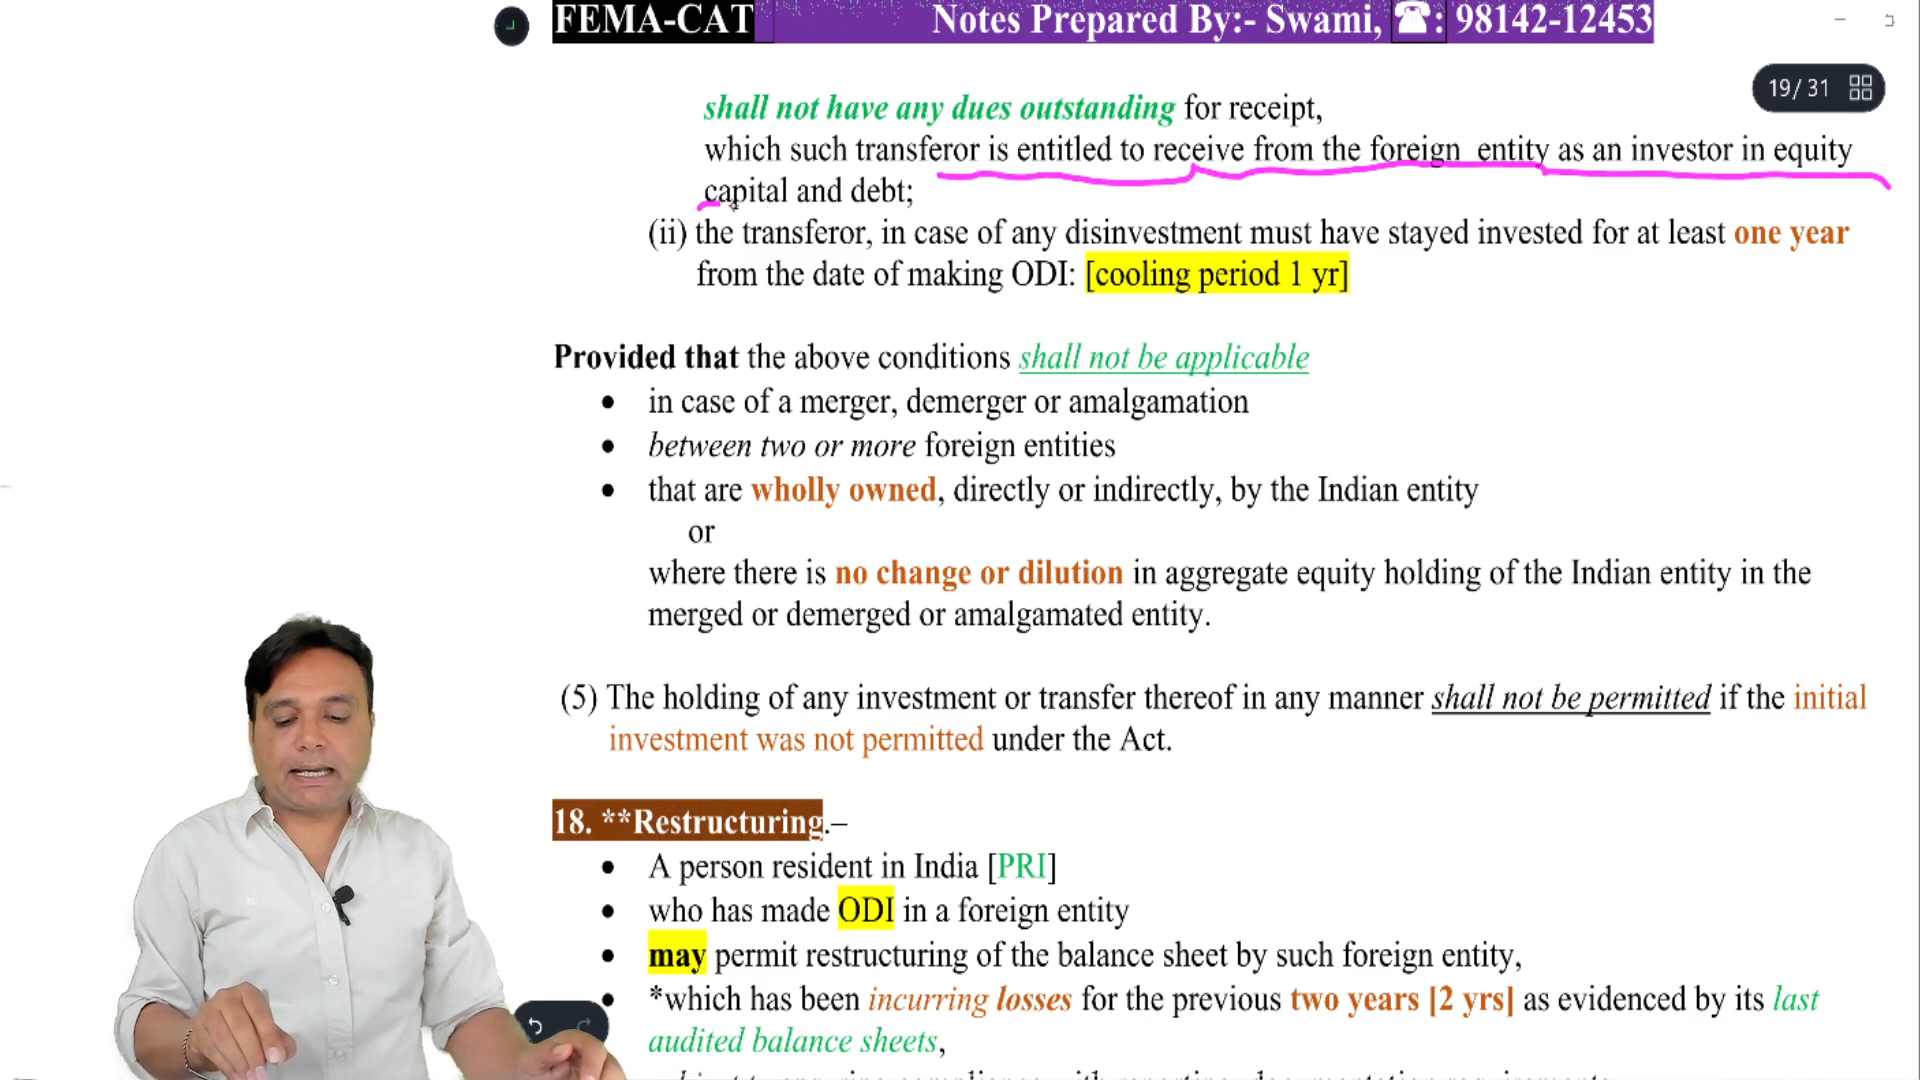 FEMA-CAT Notes Prepared By:- Swami, ☎: 98142-12453
19/ 31
shall not have any dues outstanding for receipt,
which such transferor is entitled to receive from the foreign entity as an investor in equity
capital and debt;
(ii) the transferor, in case of any disinvestment must have stayed invested for at least one year
from the date of making ODI: [cooling period 1 yr]
Provided that the above conditions shall not be applicable
• in case of a merger, demerger or amalgamation
• between two or more foreign entities
• that are wholly owned, directly or indirectly, by the Indian entity
or
where there is no change or dilution in aggregate equity holding of the Indian entity in the
merged or demerged or amalgamated entity.
(5) The holding of any investment or transfer thereof in any manner shall not be permitted if the initial
investment was not permitted under the Act.
18. **Restructuring.–
• A person resident in India [PRI]
• who has made ODI in a foreign entity
• may permit restructuring of the balance sheet by such foreign entity,
• *which has been incurring losses for the previous two years [2 yrs] as evidenced by its last
audited balance sheets,